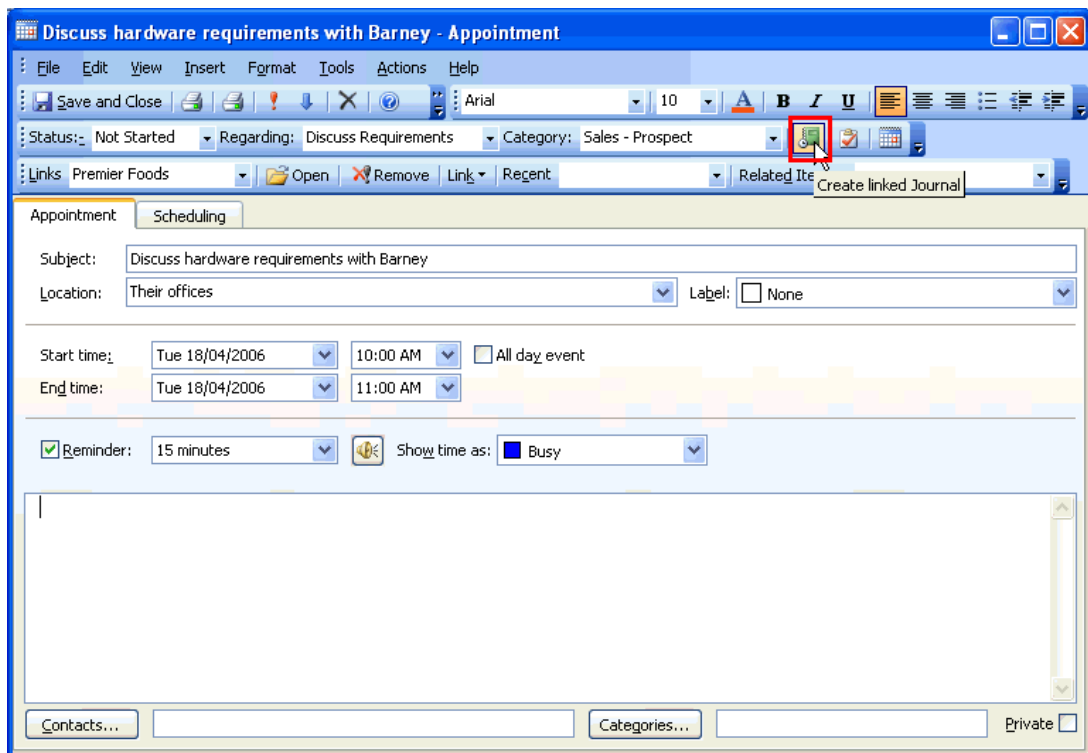 Discuss hardware requirements with Barney - Appointment
File Edit View Insert Format Tools Actions Help
Save and Close Arial 10 A B I U
Status:- Not Started Regarding: Discuss Requirements Category: Sales - Prospect
Links Premier Foods Open Remove Link Recent Related Ite
Create linked Journal
Appointment Scheduling
Subject: Discuss hardware requirements with Barney
Location: Their offices Label: None
Start time: Tue 18/04/2006 10:00 AM All day event
End time: Tue 18/04/2006 11:00 AM
Reminder: 15 minutes Show time as: Busy
Contacts... Categories... Private